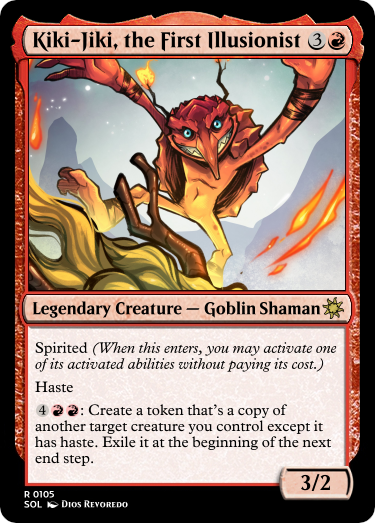 Kiki-Jiki, the First Illusionist 3
Legendary Creature — Goblin Shaman
Spirited (When this enters, you may activate one
of its activated abilities without paying its cost.)
Haste
4: Create a token that's a copy of
another target creature you control except it
has haste. Exile it at the beginning of the next
end step.
3/2
R 0105
SOL Dios Revoredo